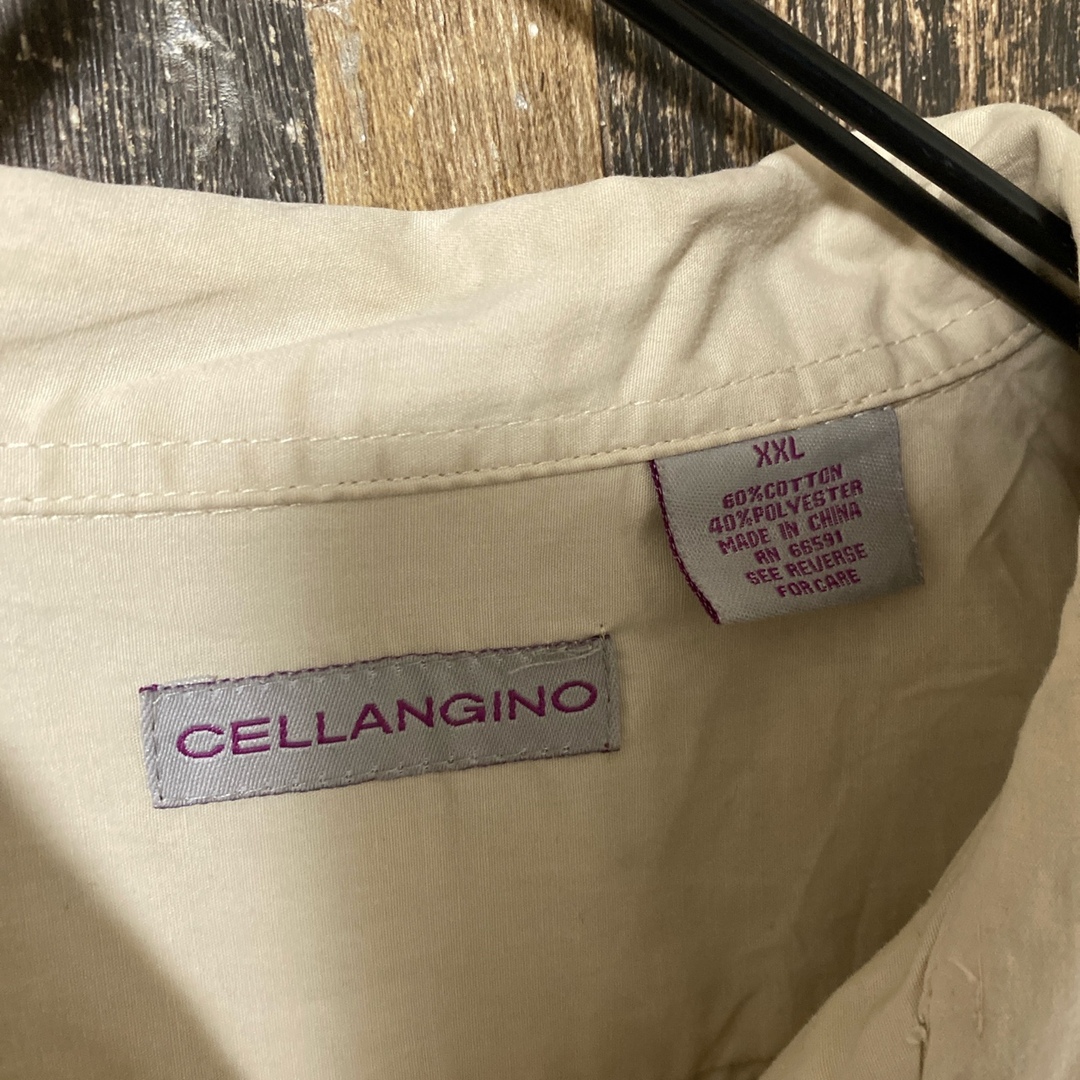 XXL
60%COTTON
40%POLYESTER
MADE IN CHINA
RN 66591
SEE REVERSE
FOR CARE
CELLANGINO